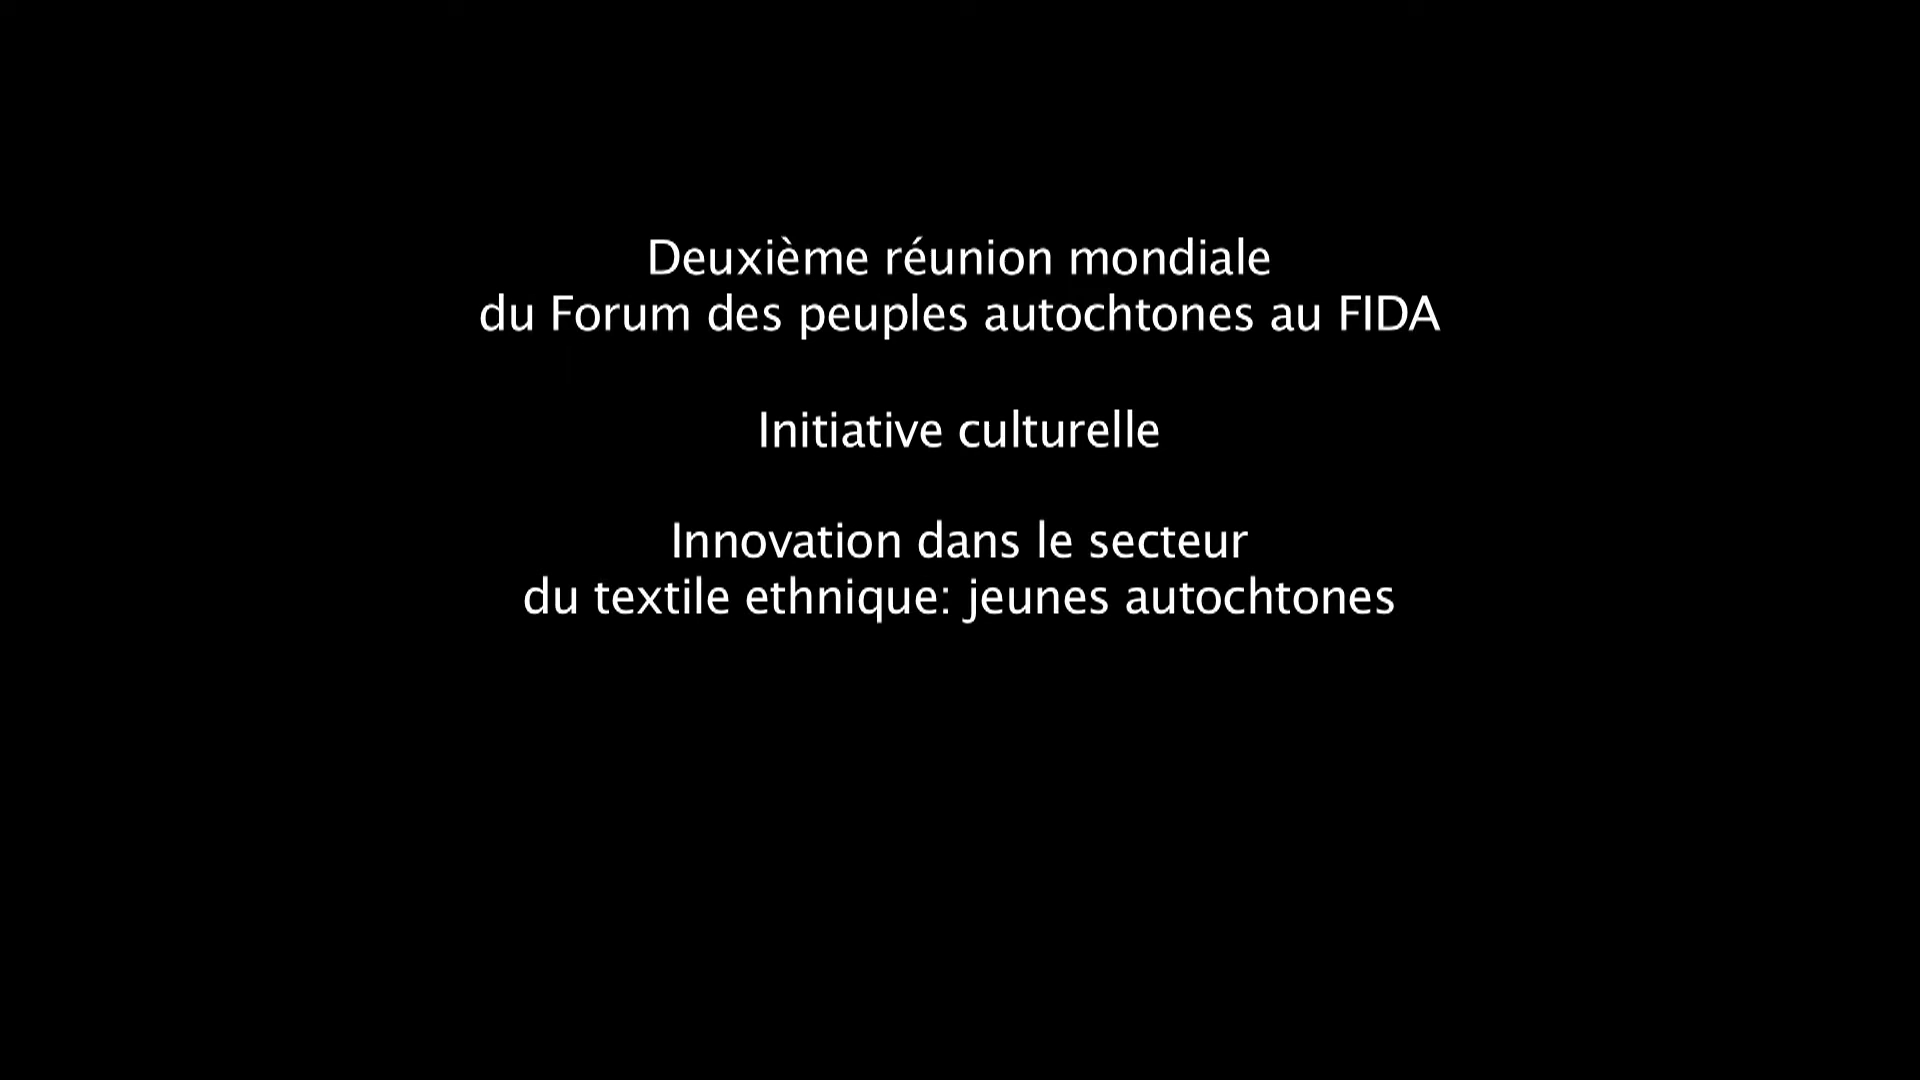 Deuxième réunion mondiale
du Forum des peuples autochtones au FIDA
Initiative culturelle
Innovation dans le secteur
du textile ethnique: jeunes autochtones